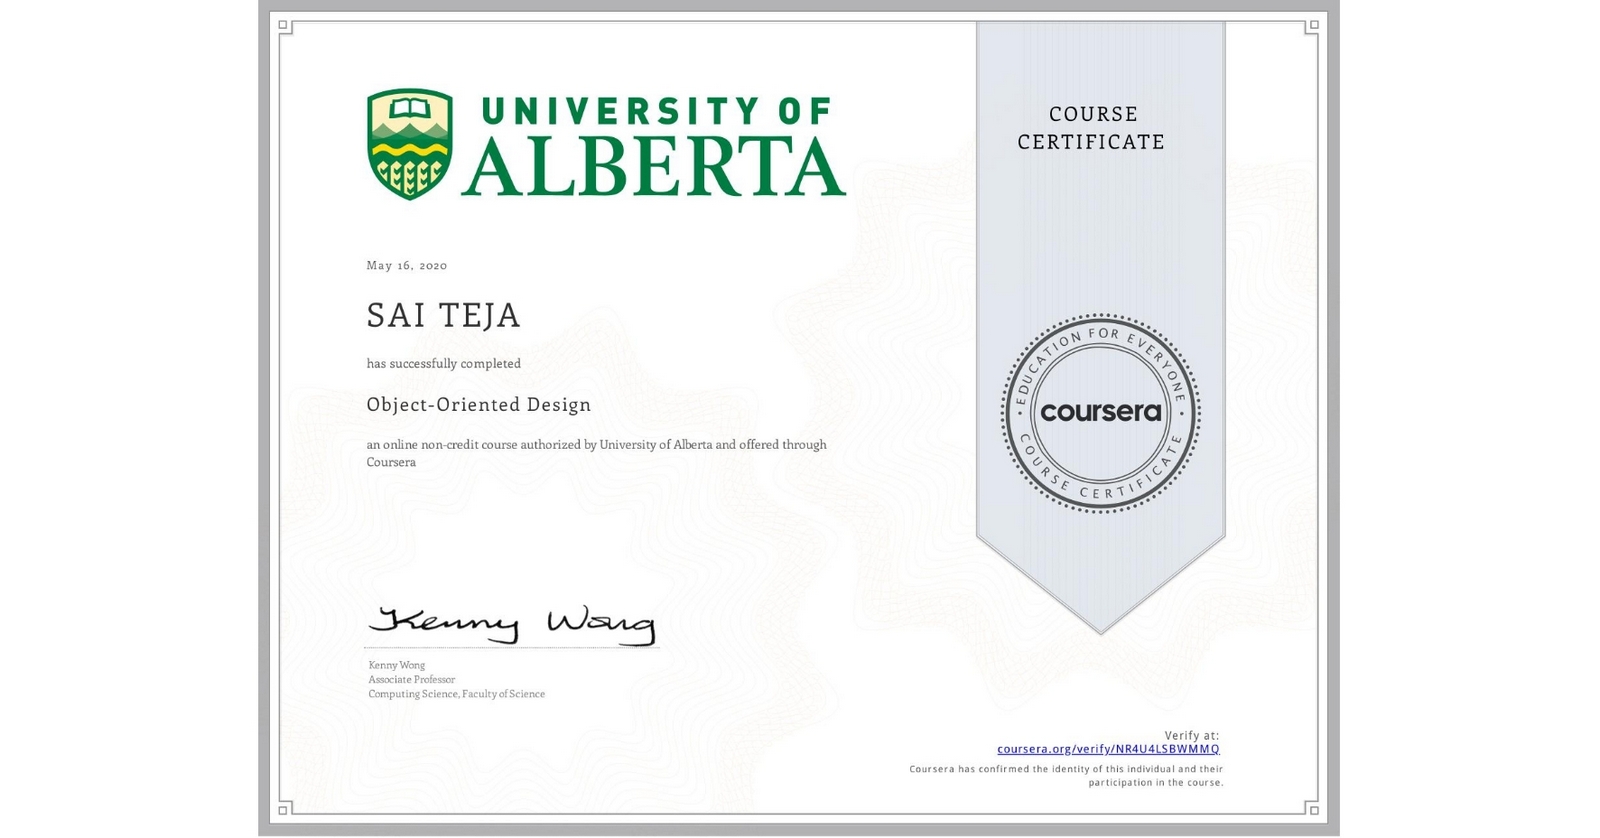 UNIVERSITY OF
ALBERTA
COURSE
CERTIFICATE
May 16, 2020
SAI TEJA
has successfully completed
Object-Oriented Design
an online non-credit course authorized by University of Alberta and offered through
Coursera
EDUCATION FOR EVERYONE
coursera
COURSE CERTIFICATE
Kenny Wong
Kenny Wong
Associate Professor
Computing Science, Faculty of Science
Verify at:
coursera.org/verify/NR4U4LSBWMMQ
Coursera has confirmed the identity of this individual and their
participation in the course.